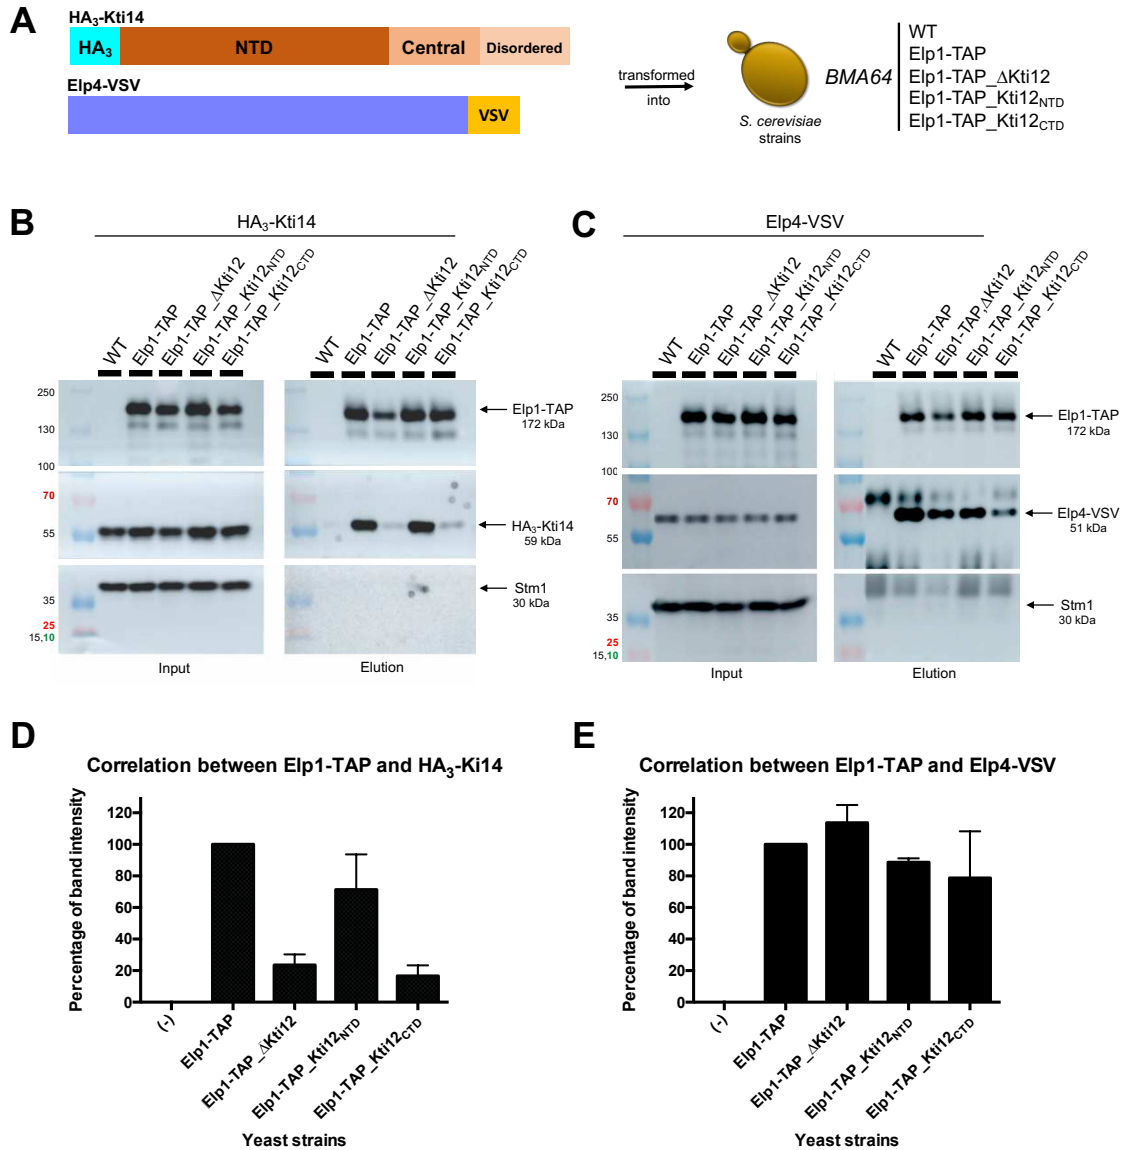 A
HA3-Kti14
HA3 NTD Central Disordered
Elp4-VSV
VSV
transformed
into
S. cerevisiae
strains
BMA64
WT
Elp1-TAP
Elp1-TAP_ΔKti12
Elp1-TAP_Kti12NTD
Elp1-TAP_Kti12CTD
B
HA3-Kti14
WT
Elp1-TAP
Elp1-TAP_ΔKti12
Elp1-TAP_Kti12NTD
Elp1-TAP_Kti12CTD
WT
Elp1-TAP
Elp1-TAP_ΔKti12
Elp1-TAP_Kti12NTD
Elp1-TAP_Kti12CTD
250
130
100
70
55
35
25
15,10
Elp1-TAP
172 kDa
HA3-Kti14
59 kDa
Stm1
30 kDa
Input
Elution
C
Elp4-VSV
WT
Elp1-TAP
Elp1-TAP_ΔKti12
Elp1-TAP_Kti12NTD
Elp1-TAP_Kti12CTD
WT
Elp1-TAP
Elp1-TAP,ΔKti12
Elp1-TAP_Kti12NTD
Elp1-TAP_Kti12CTD
250
130
100
70
55
35
25
15,10
Elp1-TAP
172 kDa
Elp4-VSV
51 kDa
Stm1
30 kDa
Input
Elution
D
Correlation between Elp1-TAP and HA3-Ki14
Percentage of band intensity
120
100
80
60
40
20
0
(-)
Elp1-TAP
Elp1-TAP_ΔKti12
Elp1-TAP_Kti12NTD
Elp1-TAP_Kti12CTD
Yeast strains
E
Correlation between Elp1-TAP and Elp4-VSV
Percentage of band intensity
120
100
80
60
40
20
0
(-)
Elp1-TAP
Elp1-TAP_ΔKti12
Elp1-TAP_Kti12NTD
Elp1-TAP_Kti12CTD
Yeast strains